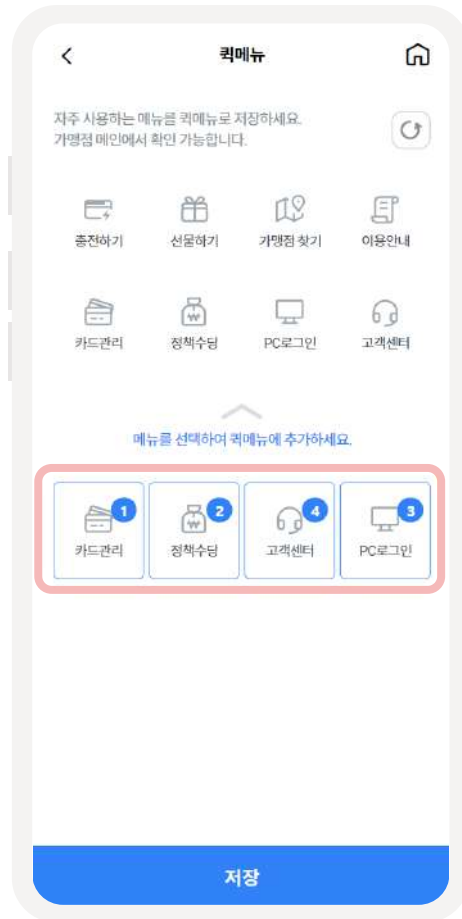 퀵메뉴
자주 사용하는 메뉴를 퀵메뉴로 저장하세요.
가맹점 메인에서 확인 가능합니다.
충전하기 선물하기 가맹점 찾기 이용안내
카드관리 정책수당 PC로그인 고객센터
메뉴를 선택하여 퀵메뉴에 추가하세요.
1 2 4 3
카드관리 정책수당 고객센터 PC로그인
저장